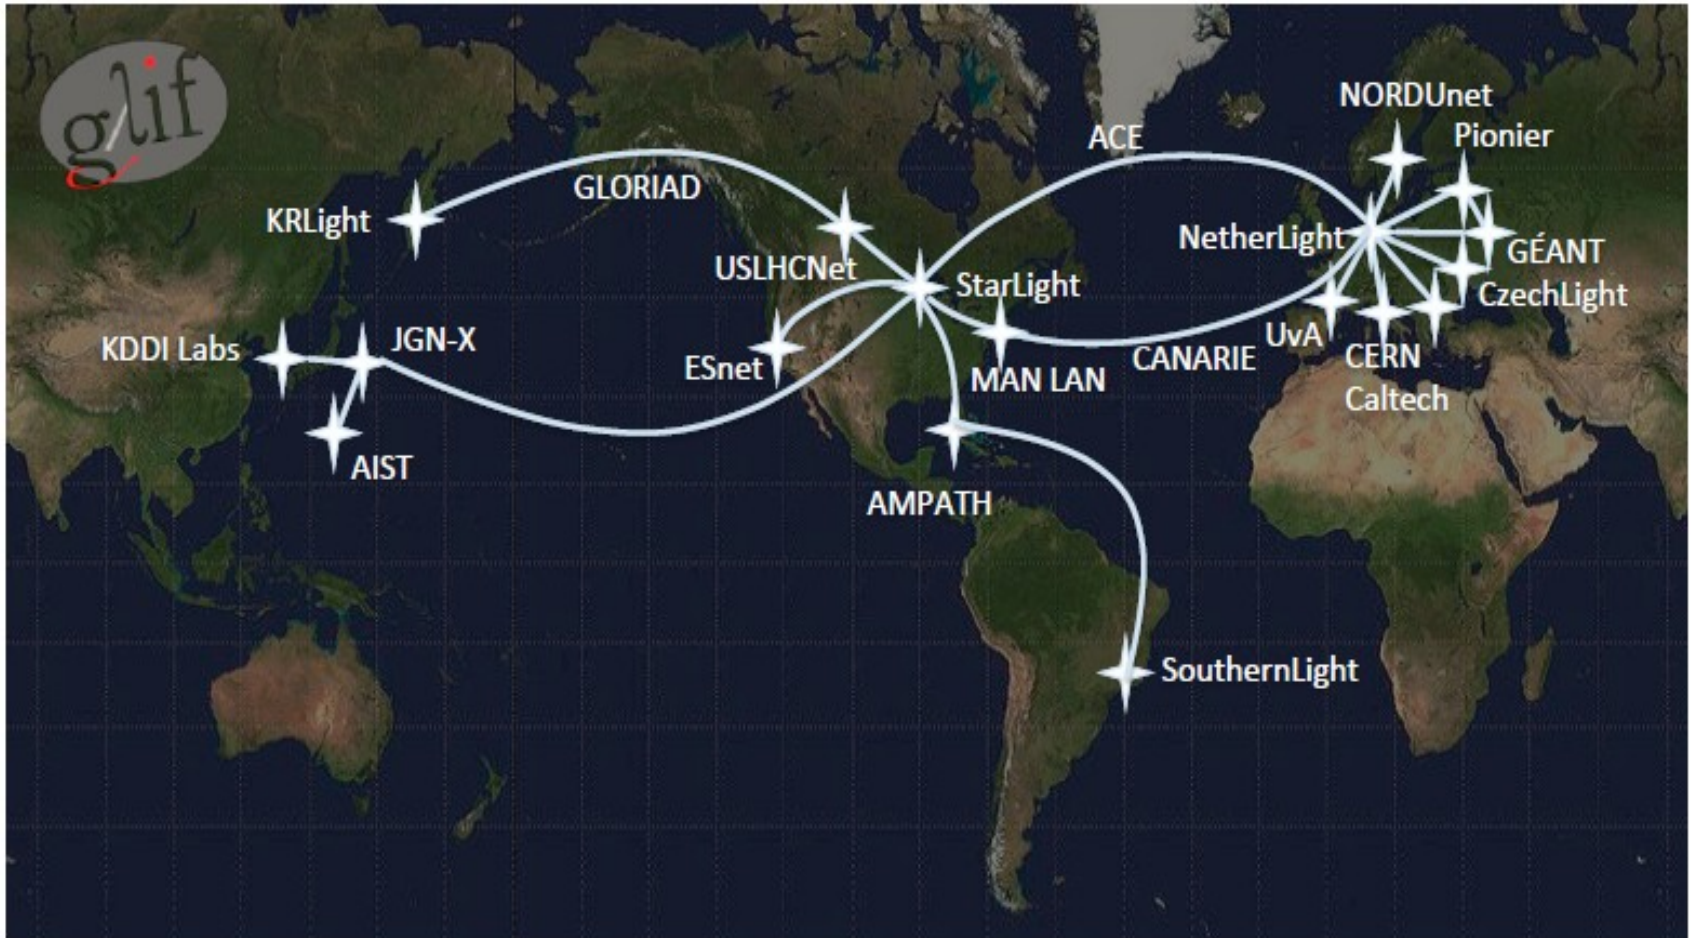 glif
NORDUnet
Pionier
ACE
GLORIAD
KRLight
NetherLight
GÉANT
USLHCNet
StarLight
CzechLight
KDDI Labs
JGN-X
UvA
CERN
Caltech
CANARIE
ESnet
MAN LAN
AIST
AMPATH
SouthernLight